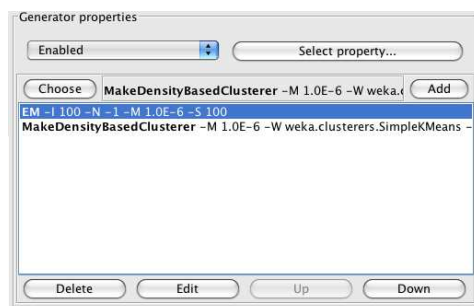 Generator properties
Enabled Select property...
Choose MakeDensityBasedClusterer -M 1.0E-6 -W weka.c Add
EM -I 100 -N -1 -M 1.0E-6 -S 100
MakeDensityBasedClusterer -M 1.0E-6 -W weka.clusterers.SimpleKMeans -
Delete Edit Up Down